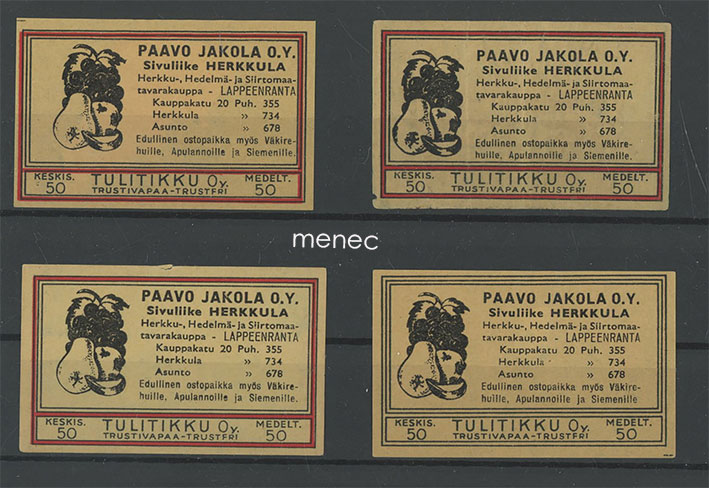 PAAVO JAKOLA O.Y.
Sivuliike HERKKULA
Herkku-, Hedelmä- ja Siirtomaa-
tavarakauppa - LAPPEENRANTA
Kauppakatu 20 Puh. 355
Herkkula „ 734
Asunto „ 678
Edullinen ostopaikka myös Väkire-
huille, Apulannoille ja Siemenille.
KESKIS. 50 TULITIKKU Oy. MEDELT. 50
TRUSTIVAPAA-TRUSTFRI
PAAVO JAKOLA O.Y.
Sivuliike HERKKULA
Herkku-, Hedelmä- ja Siirtomaa-
tavarakauppa - LAPPEENRANTA
Kauppakatu 20 Puh. 355
Herkkula „ 734
Asunto „ 678
Edullinen ostopaikka myös Väkire-
huille, Apulannoille ja Siemenille.
KESKIS. 50 TULITIKKU Oy. MEDELT. 50
TRUSTIVAPAA-TRUSTFRI
menec
PAAVO JAKOLA O.Y.
Sivuliike HERKKULA
Herkku-, Hedelmä- ja Siirtomaa-
tavarakauppa - LAPPEENRANTA
Kauppakatu 20 Puh. 355
Herkkula „ 734
Asunto „ 678
Edullinen ostopaikka myös Väkire-
huille, Apulannoille ja Siemenille.
KESKIS. 50 TULITIKKU Oy. MEDELT. 50
TRUSTIVAPAA-TRUSTFRI
PAAVO JAKOLA O.Y.
Sivuliike HERKKULA
Herkku-, Hedelmä- ja Siirtomaa-
tavarakauppa - LAPPEENRANTA
Kauppakatu 20 Puh. 355
Herkkula „ 734
Asunto „ 678
Edullinen ostopaikka myös Väkire-
huille, Apulannoille ja Siemenille
KESKIS. 50 TULITIKKU Oy. MEDELT. 50
TRUSTIVAPAA-TRUSTFRI